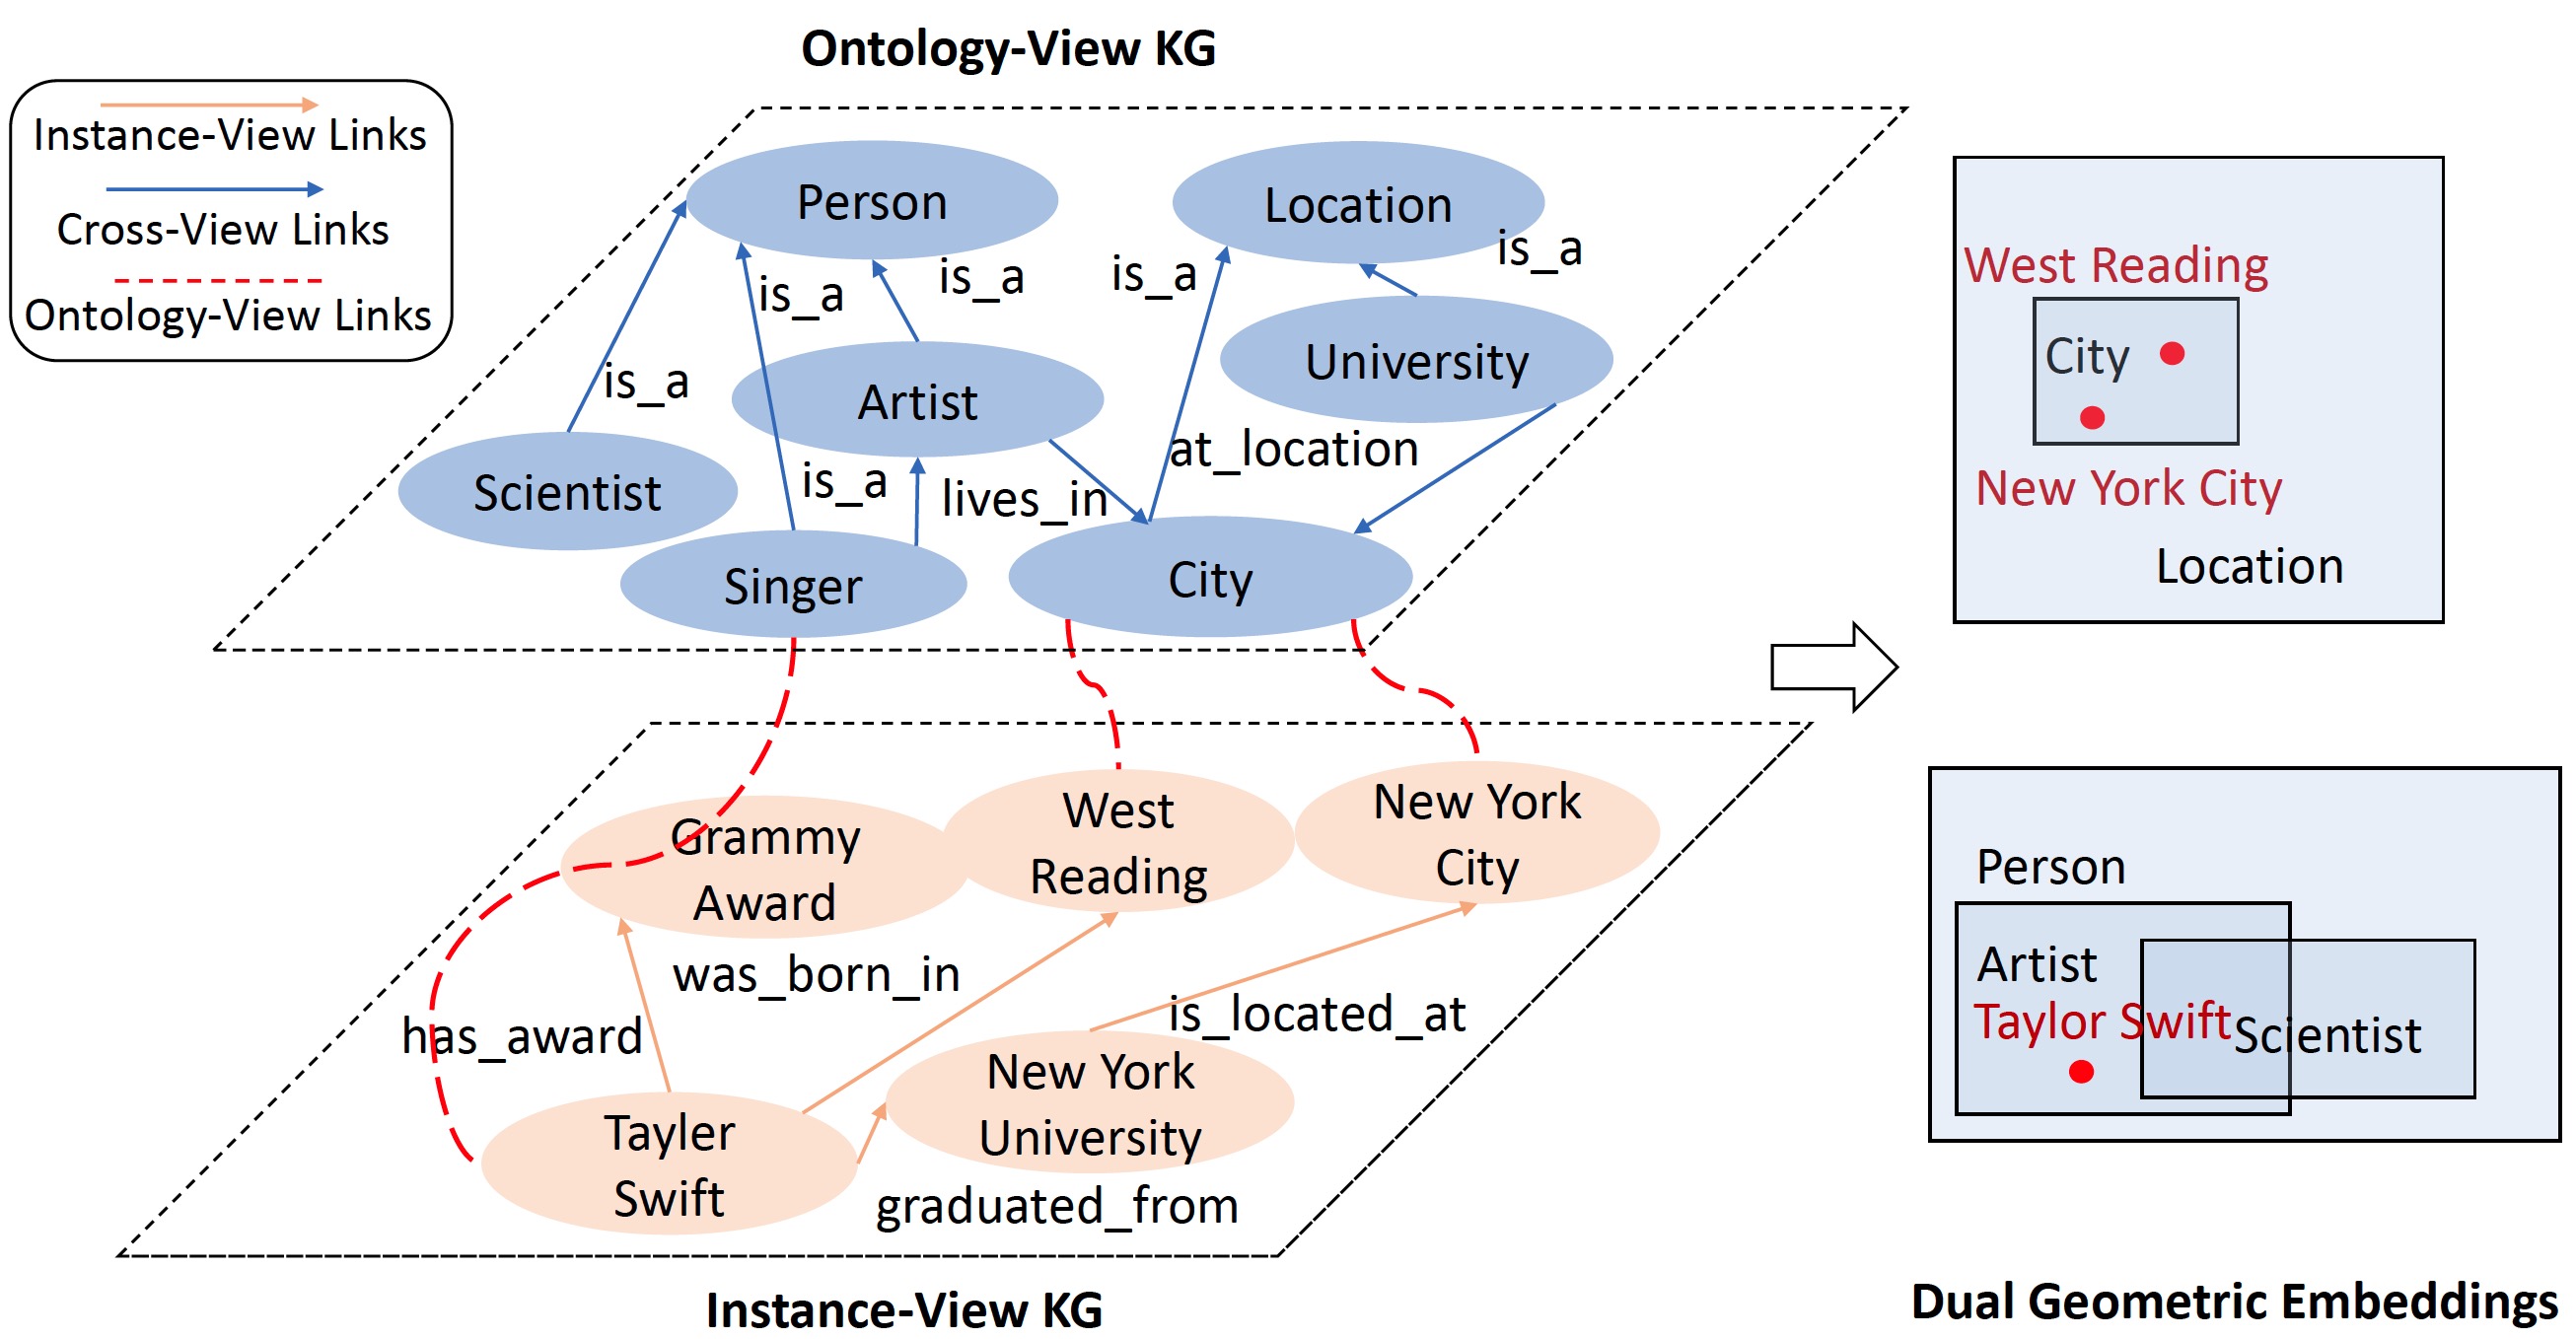 Ontology-View KG
Instance-View Links
Cross-View Links
Ontology-View Links
Person
Location
is_a
is_a
is_a
is_a
is_a
Artist
University
Scientist
is_a
lives_in
at_location
Singer
City
West Reading
City
New York City
Location
Grammy
Award
West
Reading
New York
City
was_born_in
has_award
is_located_at
Tayler
Swift
New York
University
graduated_from
Instance-View KG
Person
Artist
Taylor Swift
Scientist
Dual Geometric Embeddings